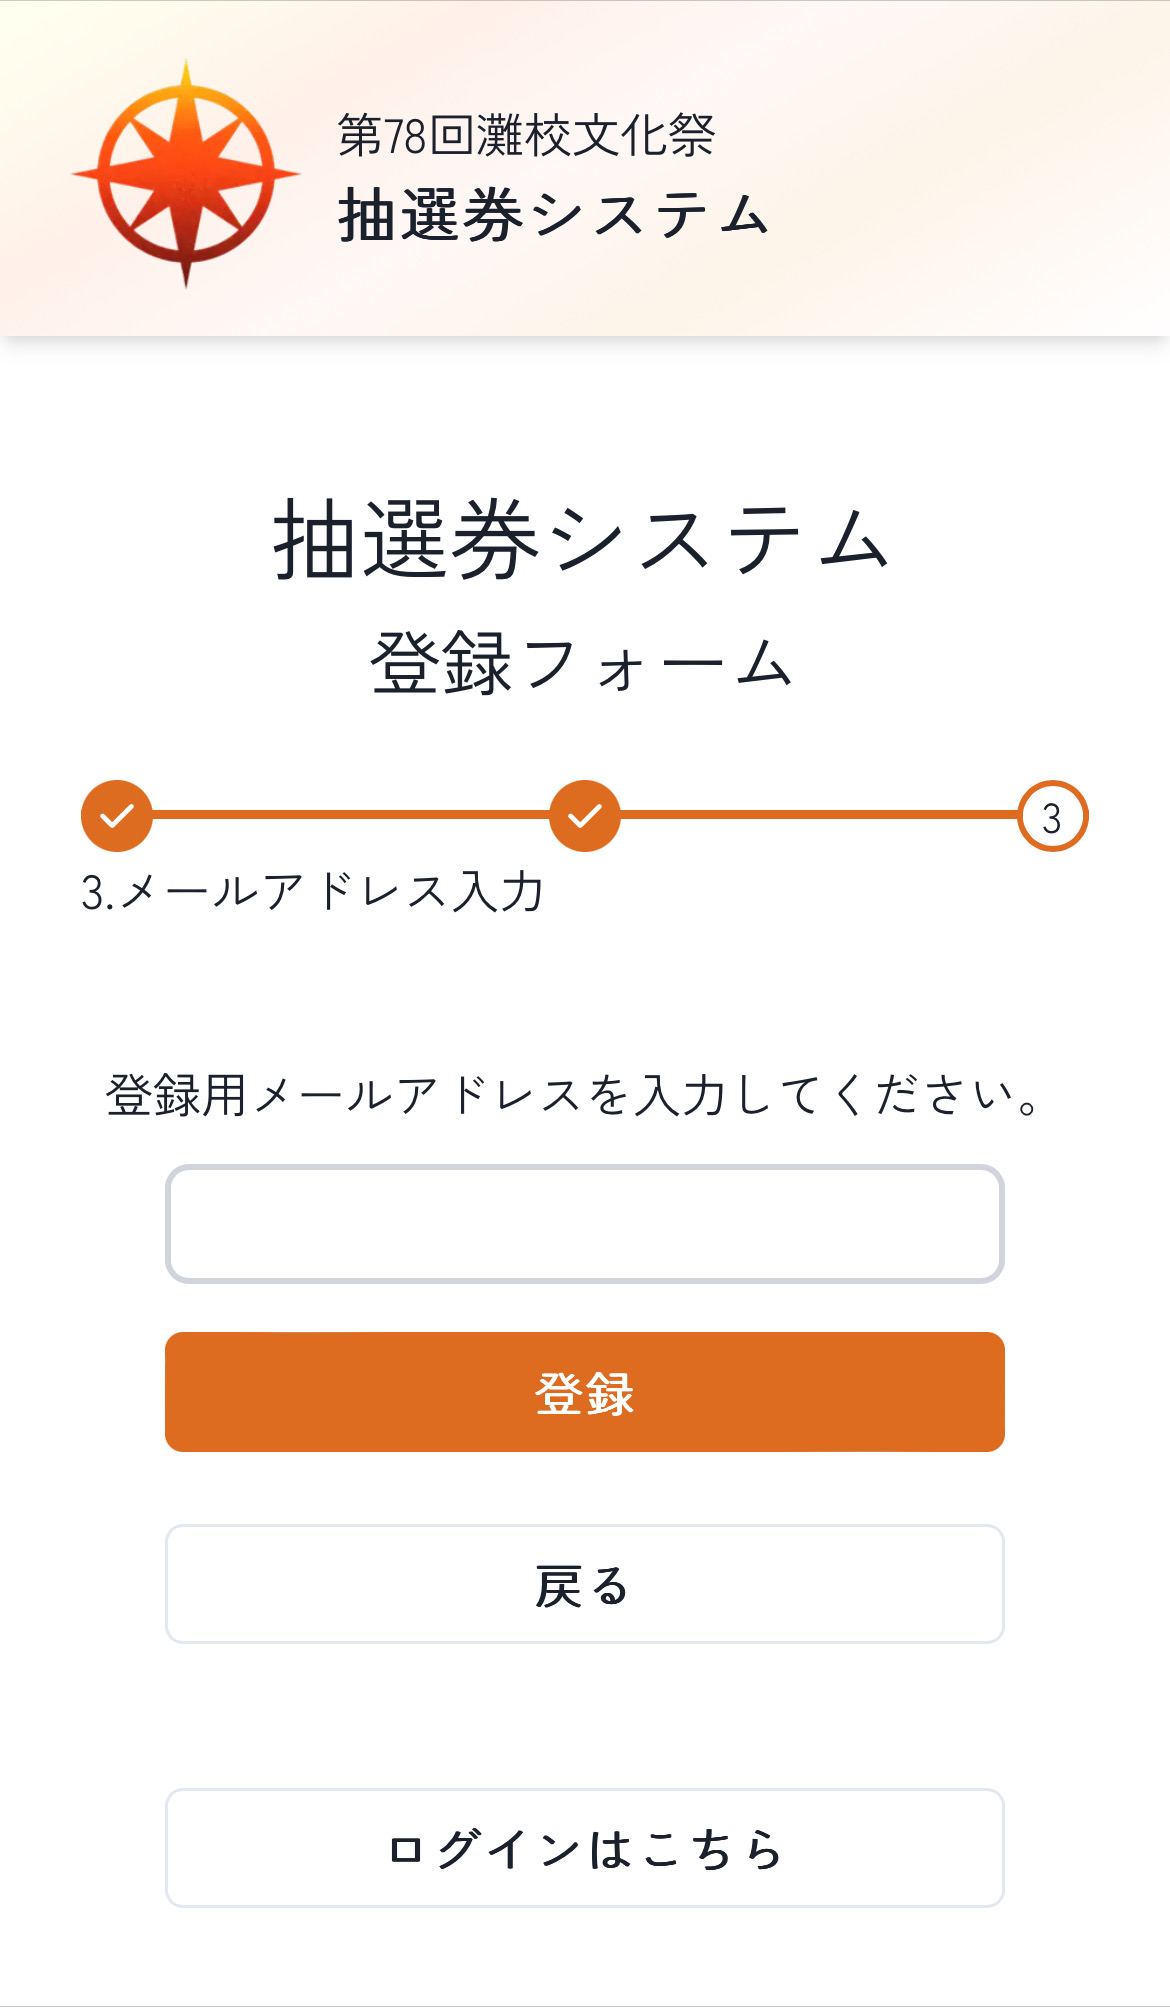 第78回灘校文化祭
抽選券システム
抽選券システム
登録フォーム
3
3.メールアドレス入力
登録用メールアドレスを入力してください。
登録
戻る
ログインはこちら